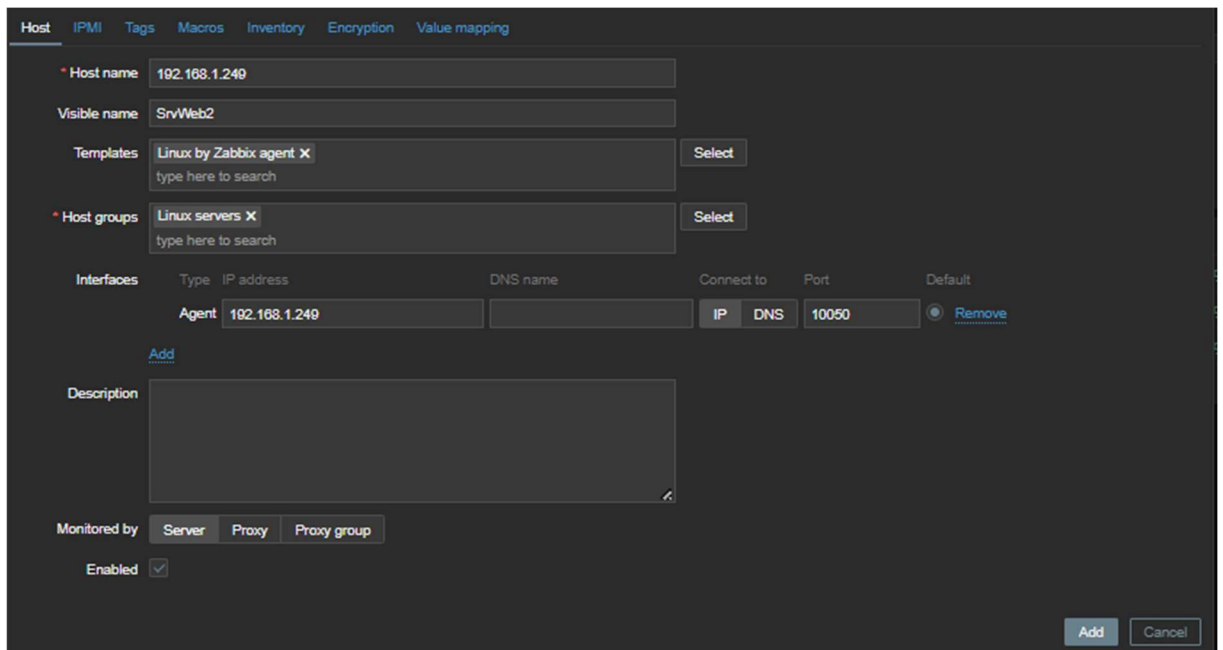 Host IPMI Tags Macros Inventory Encryption Value mapping
* Host name 192.168.1.249
Visible name SrvWeb2
Templates Linux by Zabbix agent ✕ Select
type here to search
* Host groups Linux servers ✕ Select
type here to search
Interfaces Type IP address DNS name Connect to Port Default
Agent 192.168.1.249 IP DNS 10050 Remove
Add
Description
Monitored by Server Proxy Proxy group
Enabled
Add Cancel